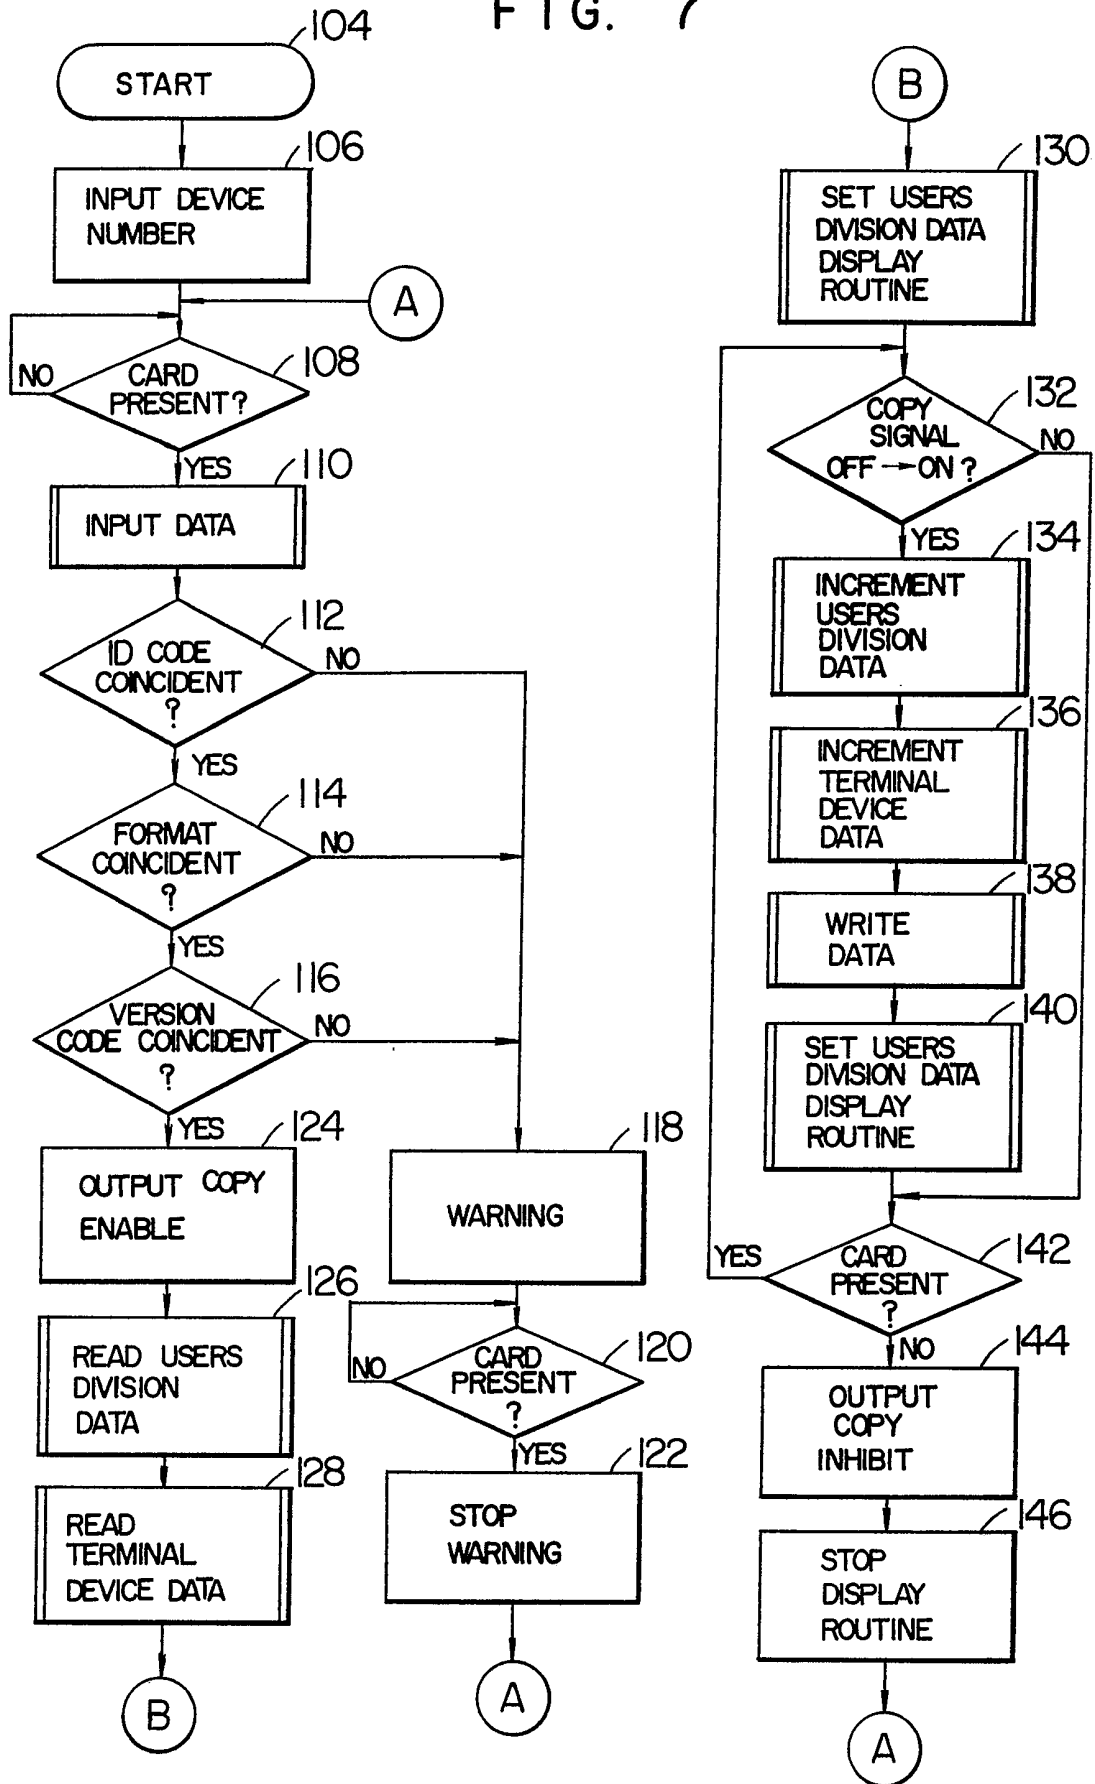 FIG. 7
104
START
106
INPUT DEVICE
NUMBER
A
108
NO
CARD
PRESENT?
YES
110
INPUT DATA
112
ID CODE
COINCIDENT
?
NO
YES
114
FORMAT
COINCIDENT
?
NO
YES
116
VERSION
CODE COINCIDENT
?
NO
YES
124
OUTPUT COPY
ENABLE
126
READ USERS
DIVISION
DATA
128
READ
TERMINAL
DEVICE DATA
B
118
WARNING
120
NO
CARD
PRESENT
?
YES
122
STOP
WARNING
A
B
130
SET USERS
DIVISION DATA
DISPLAY
ROUTINE
132
COPY
SIGNAL
OFF → ON ?
NO
YES
134
INCREMENT
USERS
DIVISION
DATA
136
INCREMENT
TERMINAL
DEVICE
DATA
138
WRITE
DATA
140
SET USERS
DIVISION DATA
DISPLAY
ROUTINE
142
YES
CARD
PRESENT
?
NO
144
OUTPUT
COPY
INHIBIT
146
STOP
DISPLAY
ROUTINE
A